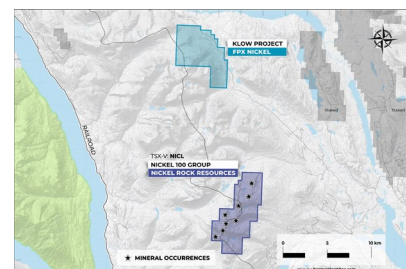 KLOW PROJECT
FPX NICKEL
RAILROAD
TSX-V: NICL
NICKEL 100 GROUP
NICKEL ROCK RESOURCES
MINERAL OCCURRENCES
0 5 10 km